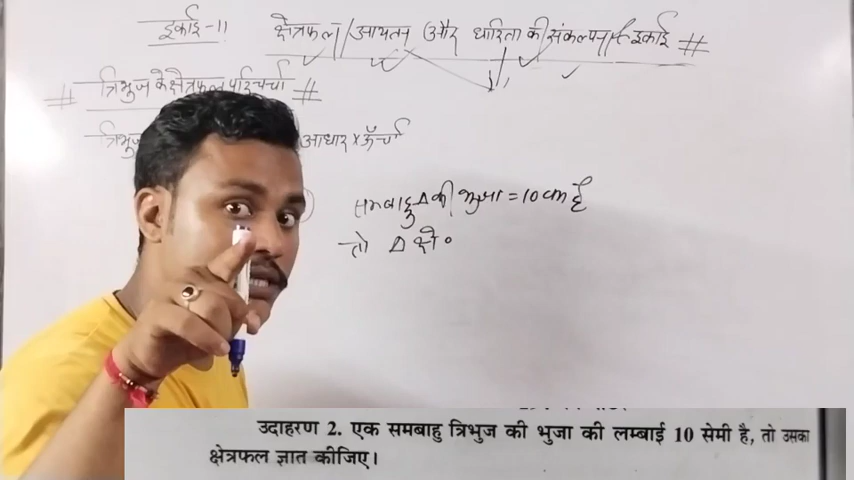 इकाई-11 क्षेत्रफल/आयतन और धारिता की संकल्पना/इकाई #
# त्रिभुज के क्षेत्रफल परिचर्चा #
त्रिभुज आधार × ऊँचा
समबाहु Δ की भुजा = 10 cm है
तो Δ क्षे०
उदाहरण 2. एक समबाहु त्रिभुज की भुजा की लम्बाई 10 सेमी है, तो उसका
क्षेत्रफल ज्ञात कीजिए।